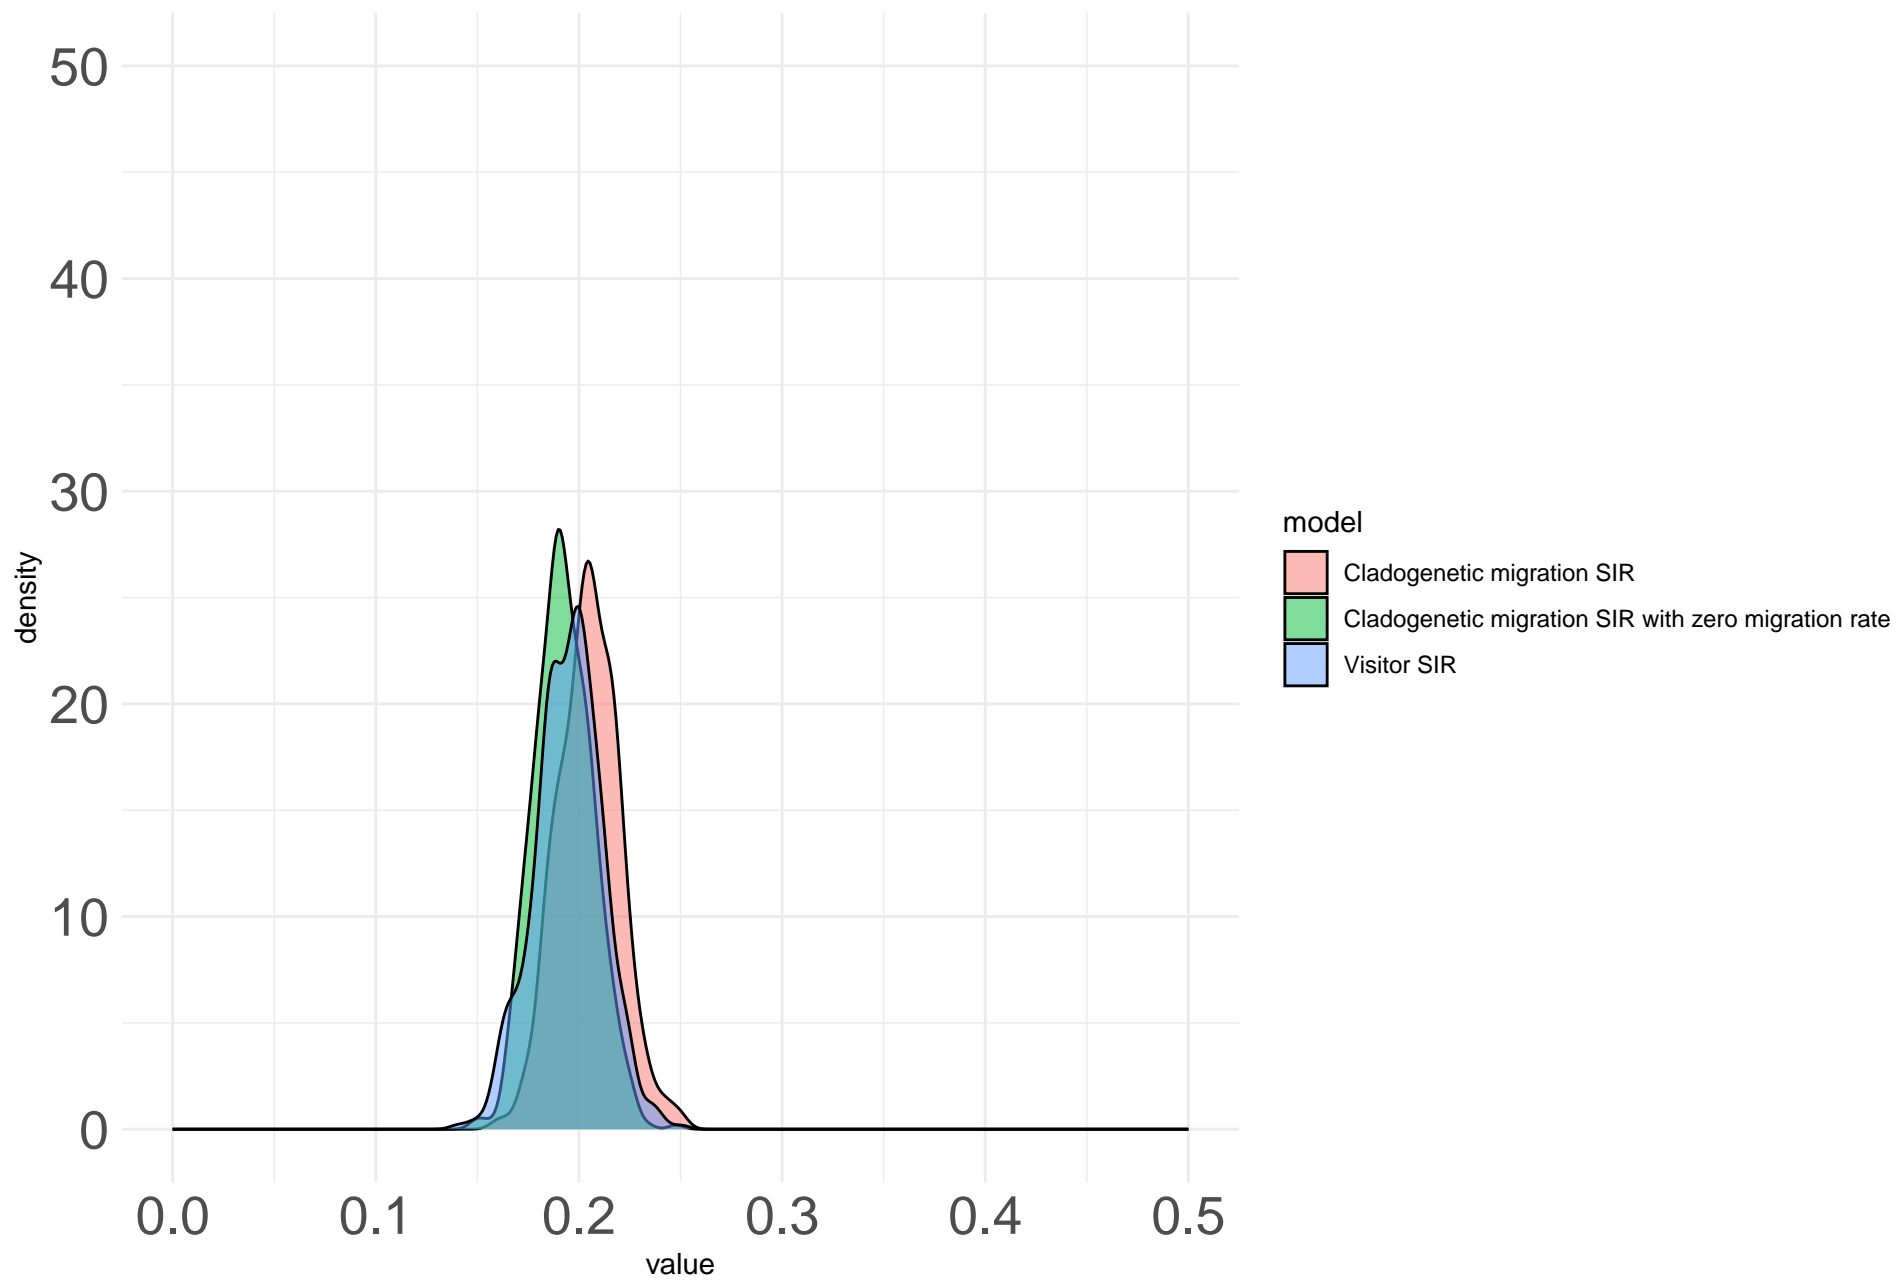 50
40
30
20
10
0
density
0.0 0.1 0.2 0.3 0.4 0.5
value
model
Cladogenetic migration SIR
Cladogenetic migration SIR with zero migration rate
Visitor SIR